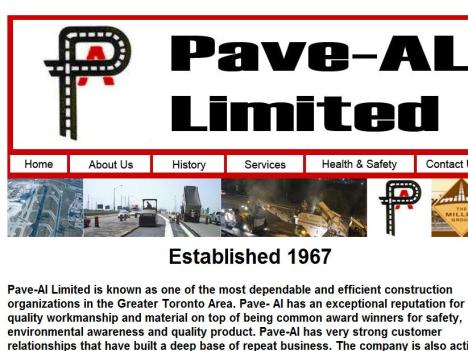 Pave-AL
Limited
Home About Us History Services Health & Safety Contact
THE
MILLER
GROUP
Established 1967
Pave-Al Limited is known as one of the most dependable and efficient construction
organizations in the Greater Toronto Area. Pave- Al has an exceptional reputation for
quality workmanship and material on top of being common award winners for safety,
environmental awareness and quality product. Pave-Al has very strong customer
relationships that have built a deep base of repeat business. The company is also